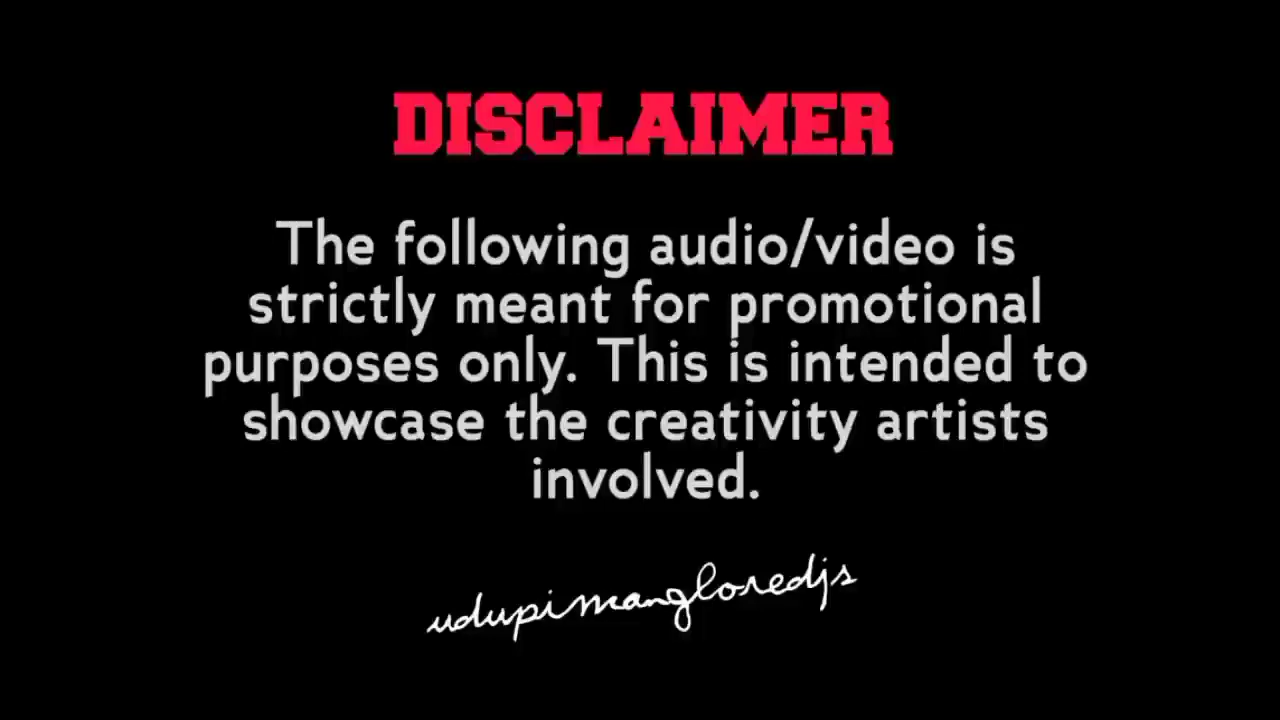 DISCLAIMER
The following audio/video is
strictly meant for promotional
purposes only. This is intended to
showcase the creativity artists
involved.
udupimangloredjs